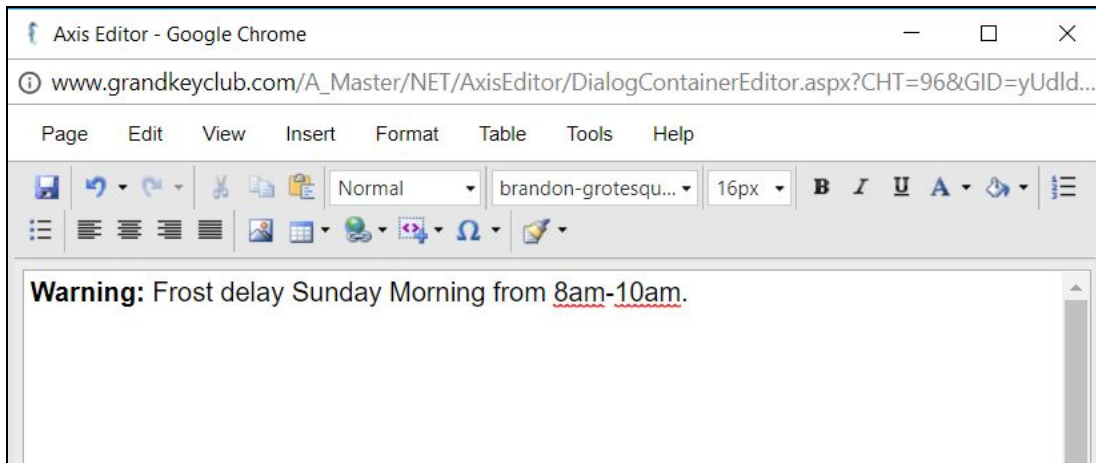 Axis Editor - Google Chrome
www.grandkeyclub.com/A_Master/NET/AxisEditor/DialogContainerEditor.aspx?CHT=96&GID=yUdld...
Page Edit View Insert Format Table Tools Help
Normal brandon-grotesqu... 16px B I U A
Ω
Warning: Frost delay Sunday Morning from 8am-10am.